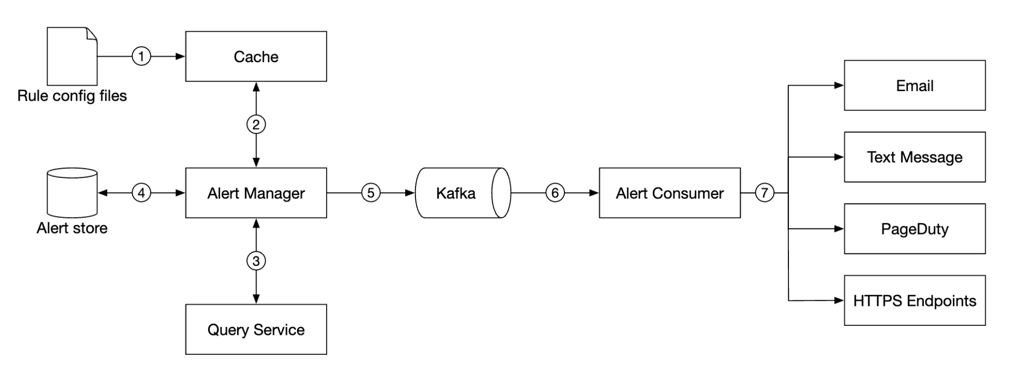 1
Cache
Rule config files
2
Email
Text Message
4
Alert Manager
5
Kafka
6
Alert Consumer
7
Alert store
PageDuty
3
HTTPS Endpoints
Query Service